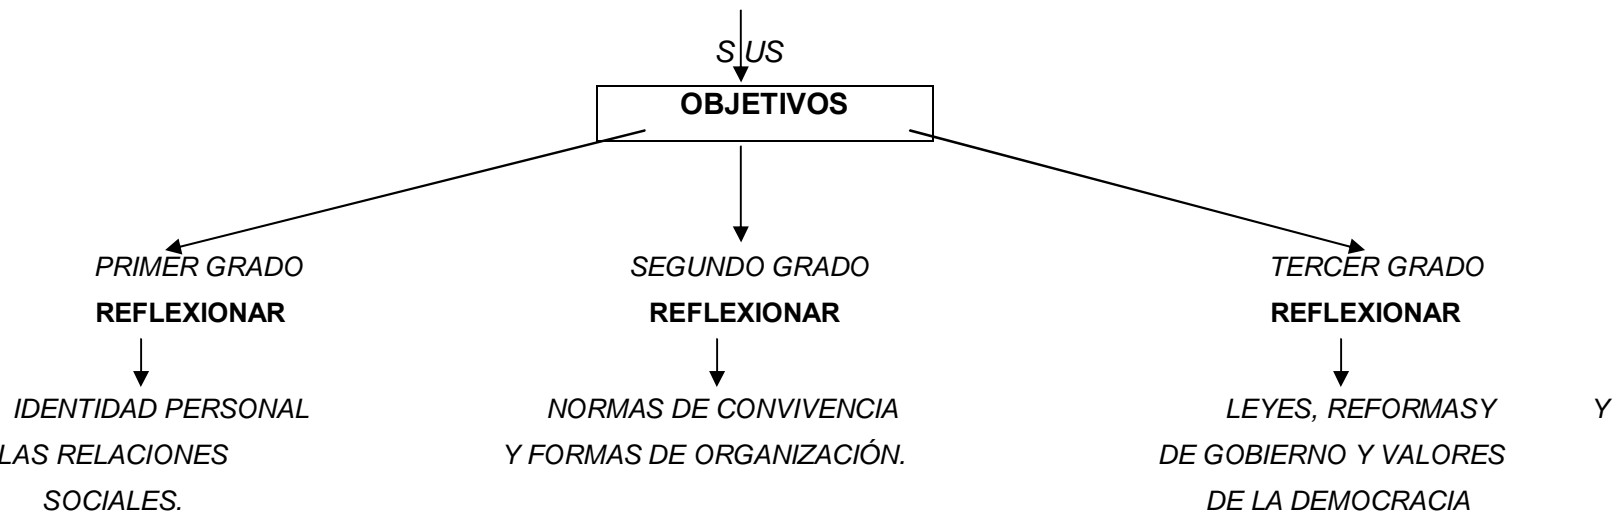 SUS
OBJETIVOS
PRIMER GRADO
REFLEXIONAR
IDENTIDAD PERSONAL
LAS RELACIONES
SOCIALES.
SEGUNDO GRADO
REFLEXIONAR
NORMAS DE CONVIVENCIA
Y FORMAS DE ORGANIZACIÓN.
TERCER GRADO
REFLEXIONAR
LEYES, REFORMASY Y
DE GOBIERNO Y VALORES
DE LA DEMOCRACIA